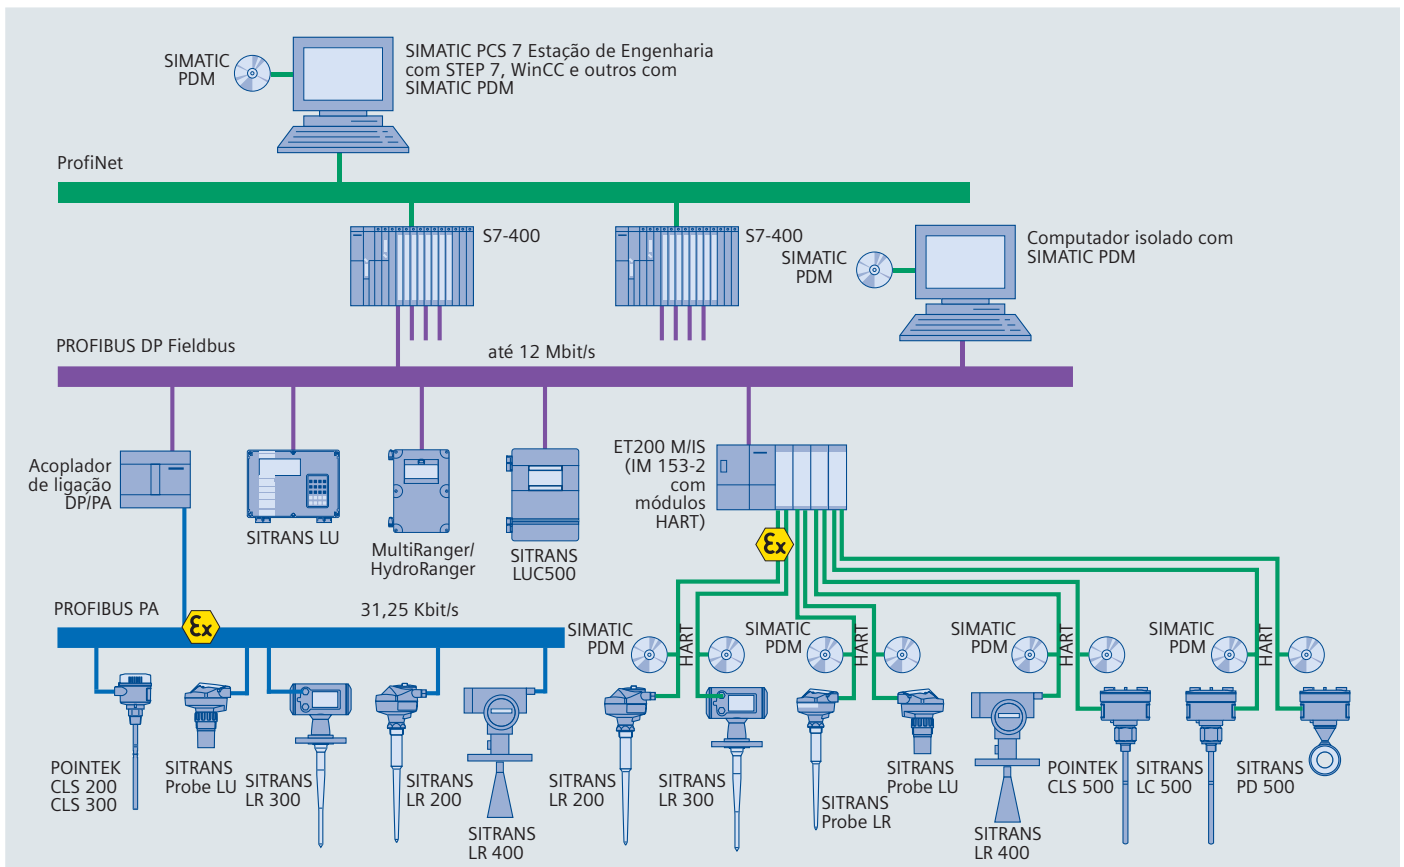 SIMATIC
PDM
SIMATIC PCS 7 Estação de Engenharia
com STEP 7, WinCC e outros com
SIMATIC PDM
ProfiNet
S7-400
S7-400
SIMATIC
PDM
Computador isolado com
SIMATIC PDM
PROFIBUS DP Fieldbus
até 12 Mbit/s
Acoplador
de ligação
DP/PA
SITRANS LU
MultiRanger/
HydroRanger
SITRANS
LUC500
ET200 M/IS
(IM 153-2
com
módulos
HART)
Ex
PROFIBUS PA
31,25 Kbit/s
Ex
SIMATIC
PDM
HART
SIMATIC
PDM
HART
SIMATIC
PDM
HART
SIMATIC
PDM
HART
POINTEK
CLS 200
CLS 300
SITRANS
Probe LU
SITRANS
LR 300
SITRANS
LR 200
SITRANS
LR 400
SITRANS
LR 200
SITRANS
LR 300
SITRANS
Probe LR
SITRANS
Probe LU
SITRANS
LR 400
POINTEK
CLS 500
SITRANS
LC 500
SITRANS
PD 500